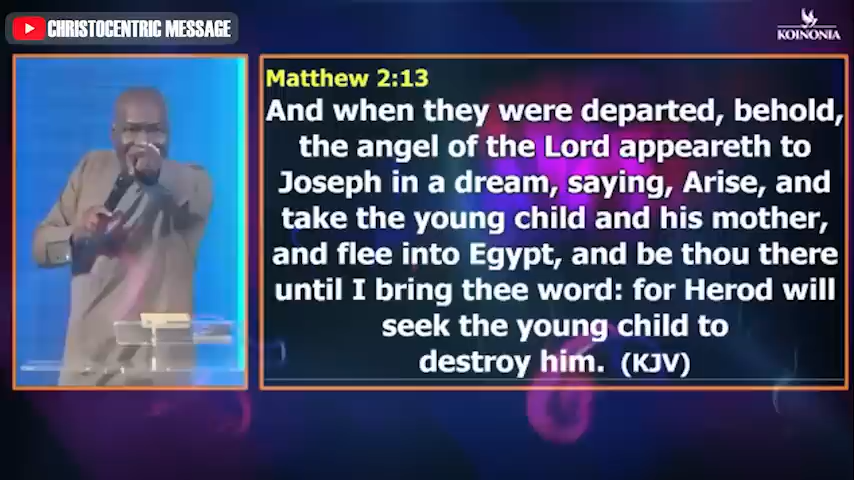 CHRISTOCENTRIC MESSAGE
KOINONIA
Matthew 2:13
And when they were departed, behold,
the angel of the Lord appeareth to
Joseph in a dream, saying, Arise, and
take the young child and his mother,
and flee into Egypt, and be thou there
until I bring thee word: for Herod will
seek the young child to
destroy him. (KJV)